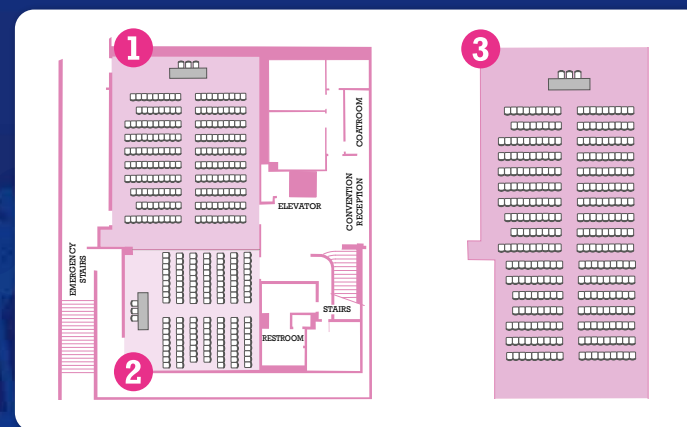 1
3
COATROOM
CONVENTION
RECEPTION
ELEVATOR
EMERGENCY
STAIRS
STAIRS
RESTROOM
2